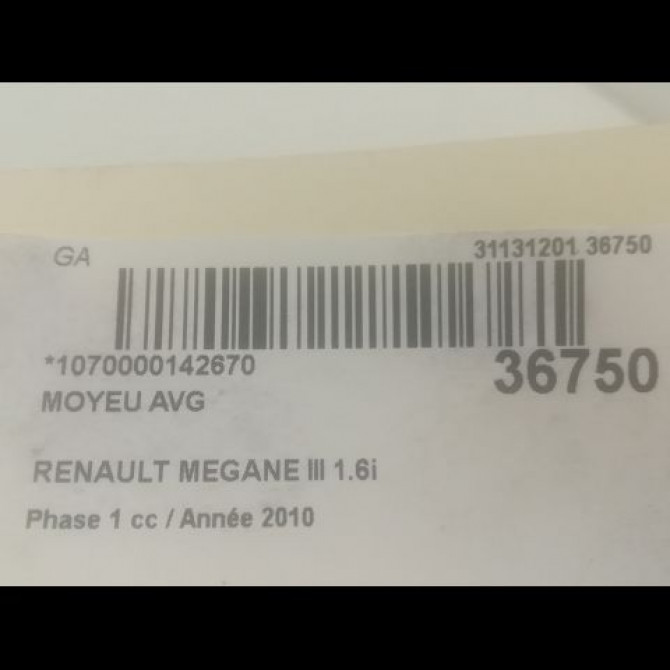 GA 31131201 36750
*1070000142670 36750
MOYEU AVG
RENAULT MEGANE III 1.6i
Phase 1 cc / Année 2010